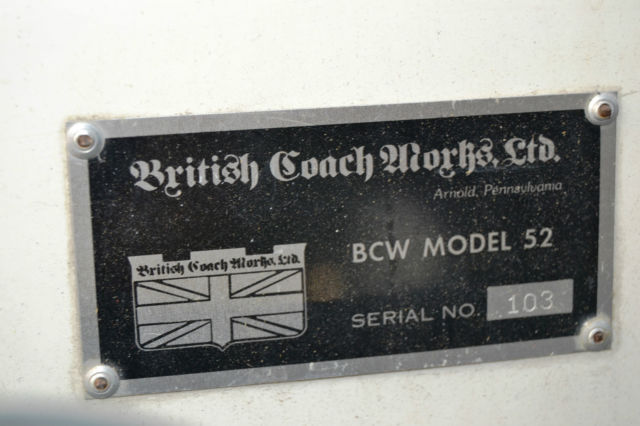 British Coach Works, Ltd.
Arnold, Pennsylvania
British Coach Works, Ltd.
BCW MODEL 52
SERIAL NO. 103